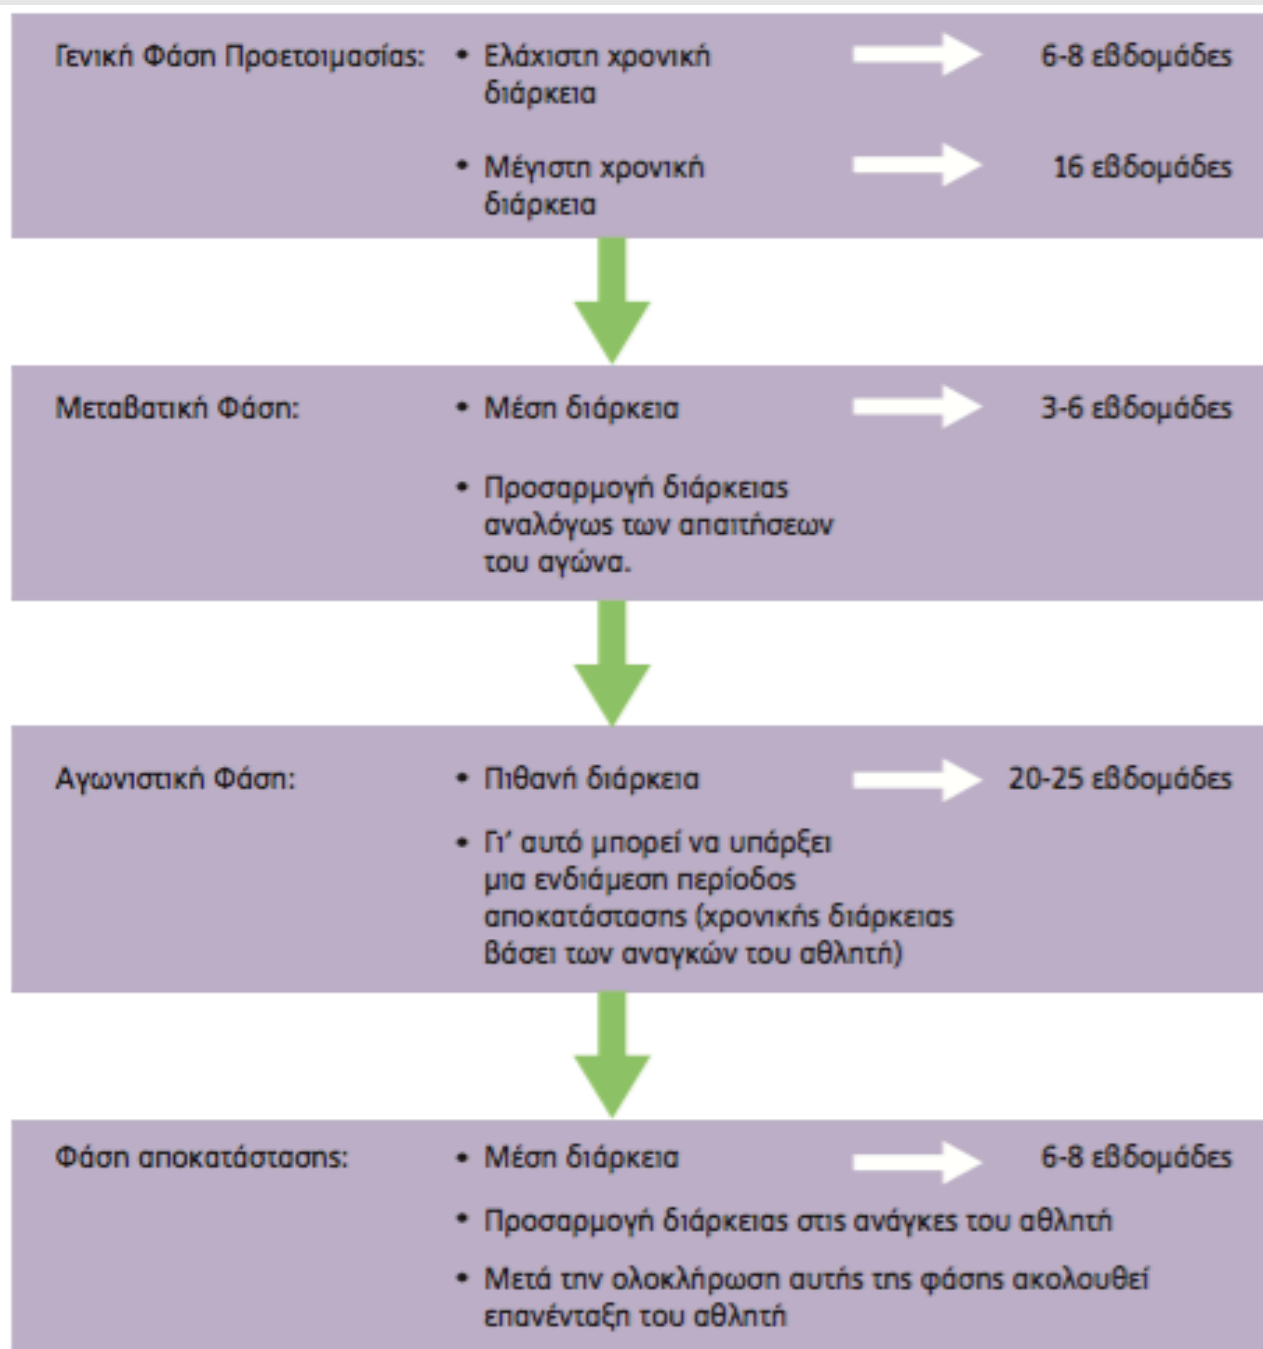 Γενική Φάση Προετοιμασίας: • Ελάχιστη χρονική 6-8 εβδομάδες
διάρκεια
• Μέγιστη χρονική 16 εβδομάδες
διάρκεια
Μεταβατική Φάση: • Μέση διάρκεια 3-6 εβδομάδες
• Προσαρμογή διάρκειας
αναλόγως των απαιτήσεων
του αγώνα.
Αγωνιστική Φάση: • Πιθανή διάρκεια 20-25 εβδομάδες
• Γι’ αυτό μπορεί να υπάρξει
μια ενδιάμεση περίοδος
αποκατάστασης (χρονικής διάρκειας
βάσει των αναγκών του αθλητή)
Φάση αποκατάστασης: • Μέση διάρκεια 6-8 εβδομάδες
• Προσαρμογή διάρκειας στις ανάγκες του αθλητή
• Μετά την ολοκλήρωση αυτής της φάσης ακολουθεί
επανένταξη του αθλητή